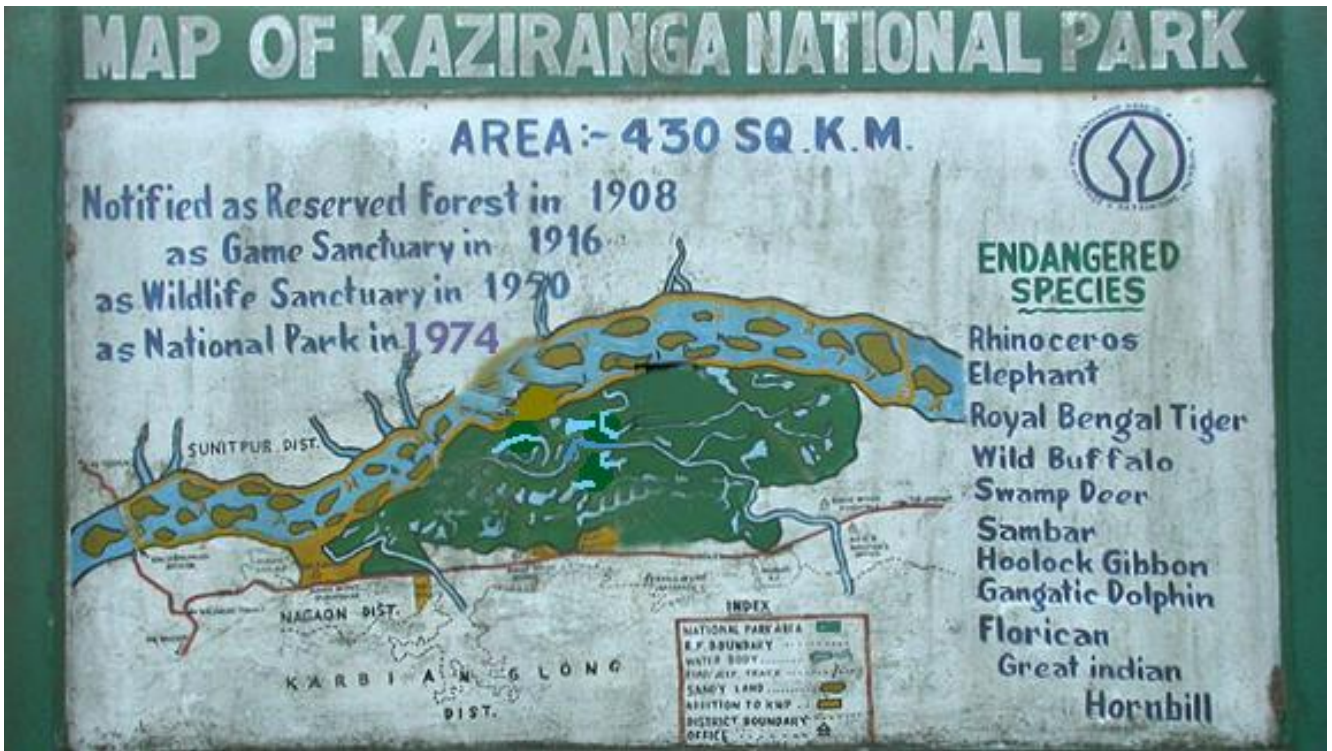 MAP OF KAZIRANGA NATIONAL PARK
AREA:- 430 SQ.K.M.
Notified as Reserved Forest in 1908
as Game Sanctuary in 1916
as Wildlife Sanctuary in 1950
as National Park in 1974
ENDANGERED
SPECIES
Rhinoceros
Elephant
Royal Bengal Tiger
Wild Buffalo
Swamp Deer
Sambar
Hoolock Gibbon
Gangatic Dolphin
Florican
Great indian
Hornbill
SUNITPUR DIST.
NAGAON DIST.
KARBI ANGLONG
DIST.
INDEX
NATIONAL PARK AREA
R.F. BOUNDARY
WATER BODY
SANDY LAND
ADDITION TO KNP
DISTRICT BOUNDARY
OFFICE